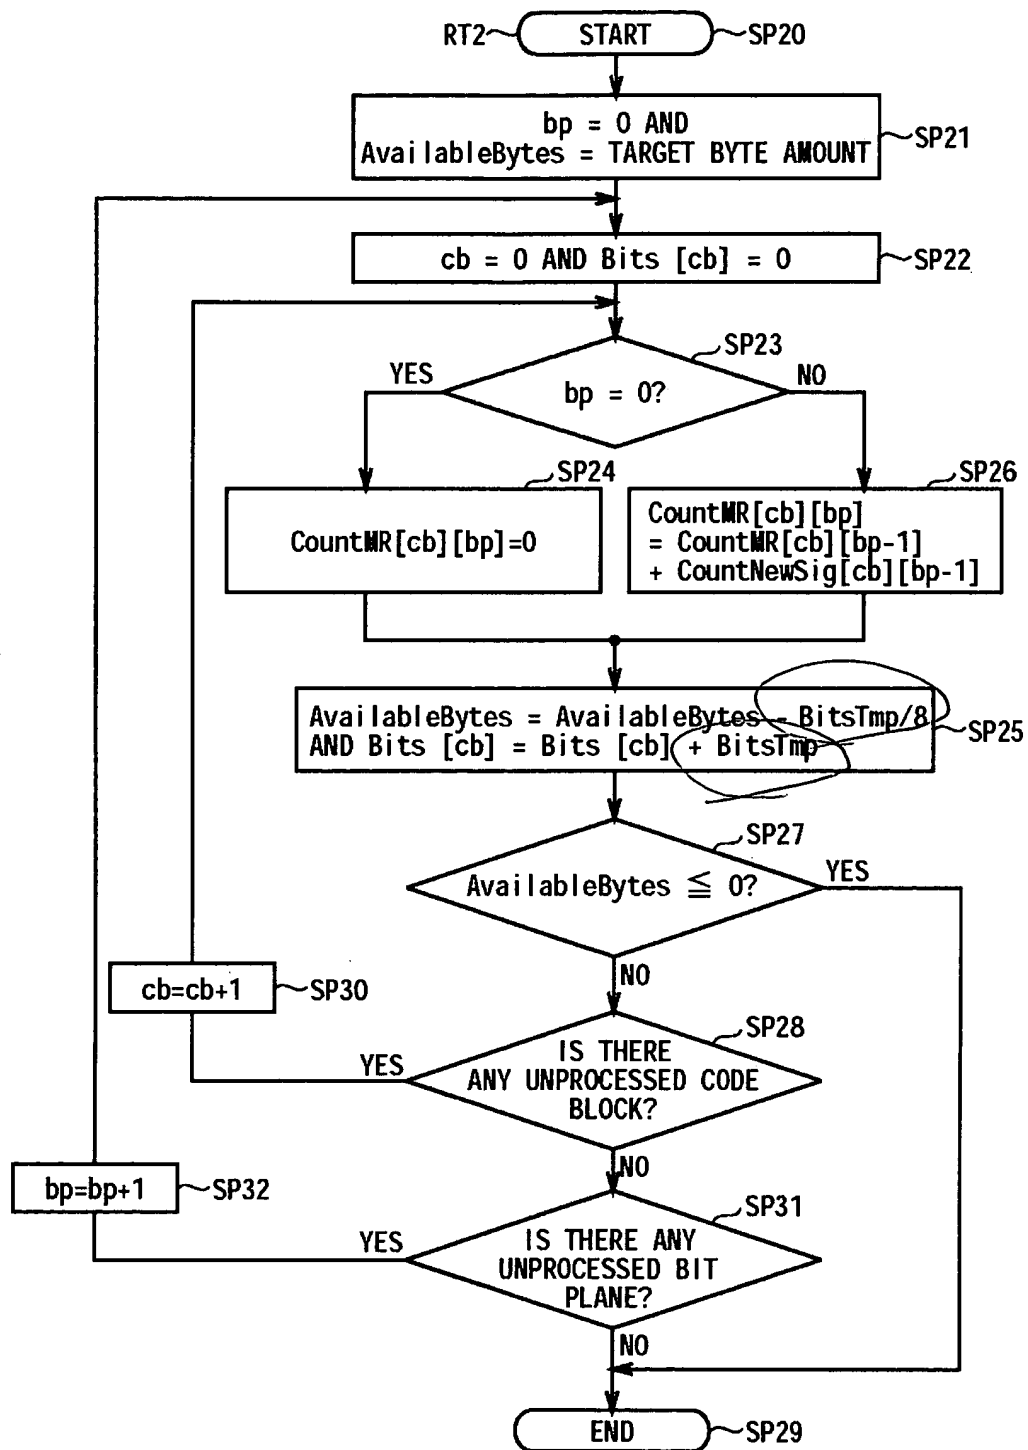 RT2 START SP20
bp = 0 AND
AvailableBytes = TARGET BYTE AMOUNT
SP21
cb = 0 AND Bits [cb] = 0
SP22
SP23
YES
NO
bp = 0?
SP24
SP26
CountMR[cb][bp]=0
CountMR[cb][bp]
= CountMR[cb][bp-1]
+ CountNewSig[cb][bp-1]
AvailableBytes = AvailableBytes - BitsTmp/8
AND Bits [cb] = Bits [cb] + BitsTmp
SP25
SP27
YES
AvailableBytes ≦ 0?
NO
cb=cb+1
SP30
SP28
YES
IS THERE
ANY UNPROCESSED CODE
BLOCK?
NO
bp=bp+1
SP32
SP31
YES
IS THERE ANY
UNPROCESSED BIT
PLANE?
NO
END
SP29